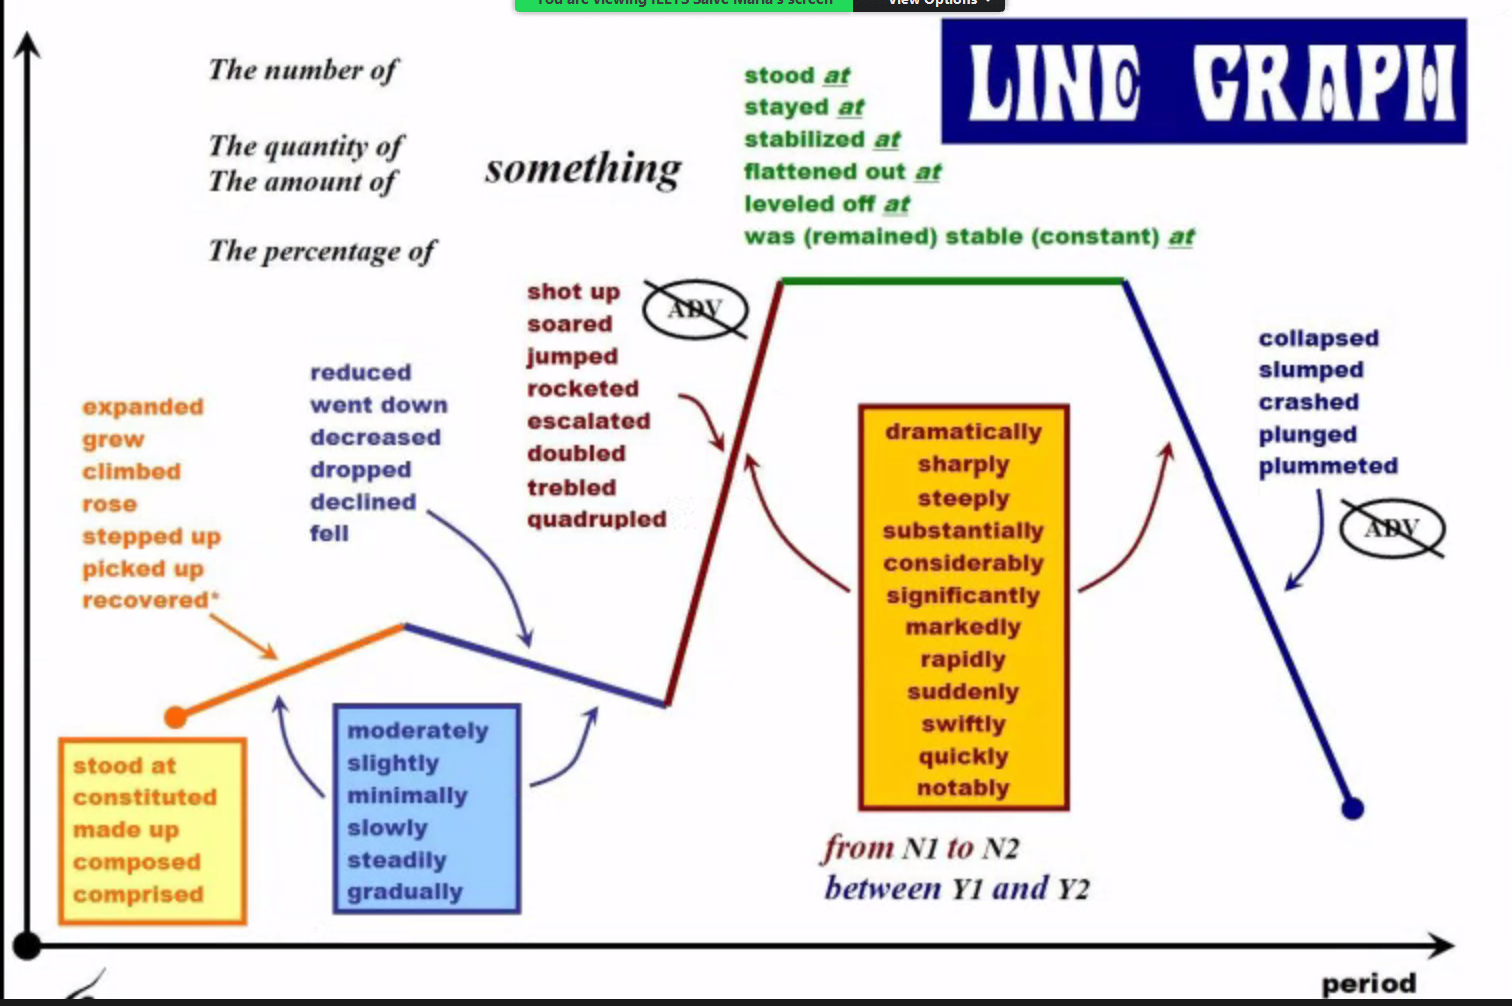 You are viewing IELTS Salve Maria's screen
View Options
LINE GRAPH
The number of
The quantity of
The amount of
The percentage of
something
stood at
stayed at
stabilized at
flattened out at
leveled off at
was (remained) stable (constant) at
shot up
soared
jumped
rocketed
escalated
doubled
trebled
quadrupled
ADV
reduced
went down
decreased
dropped
declined
fell
expanded
grew
climbed
rose
stepped up
picked up
recovered*
collapsed
slumped
crashed
plunged
plummeted
ADV
dramatically
sharply
steeply
substantially
considerably
significantly
markedly
rapidly
suddenly
swiftly
quickly
notably
moderately
slightly
minimally
slowly
steadily
gradually
stood at
constituted
made up
composed
comprised
from N1 to N2
between Y1 and Y2
period